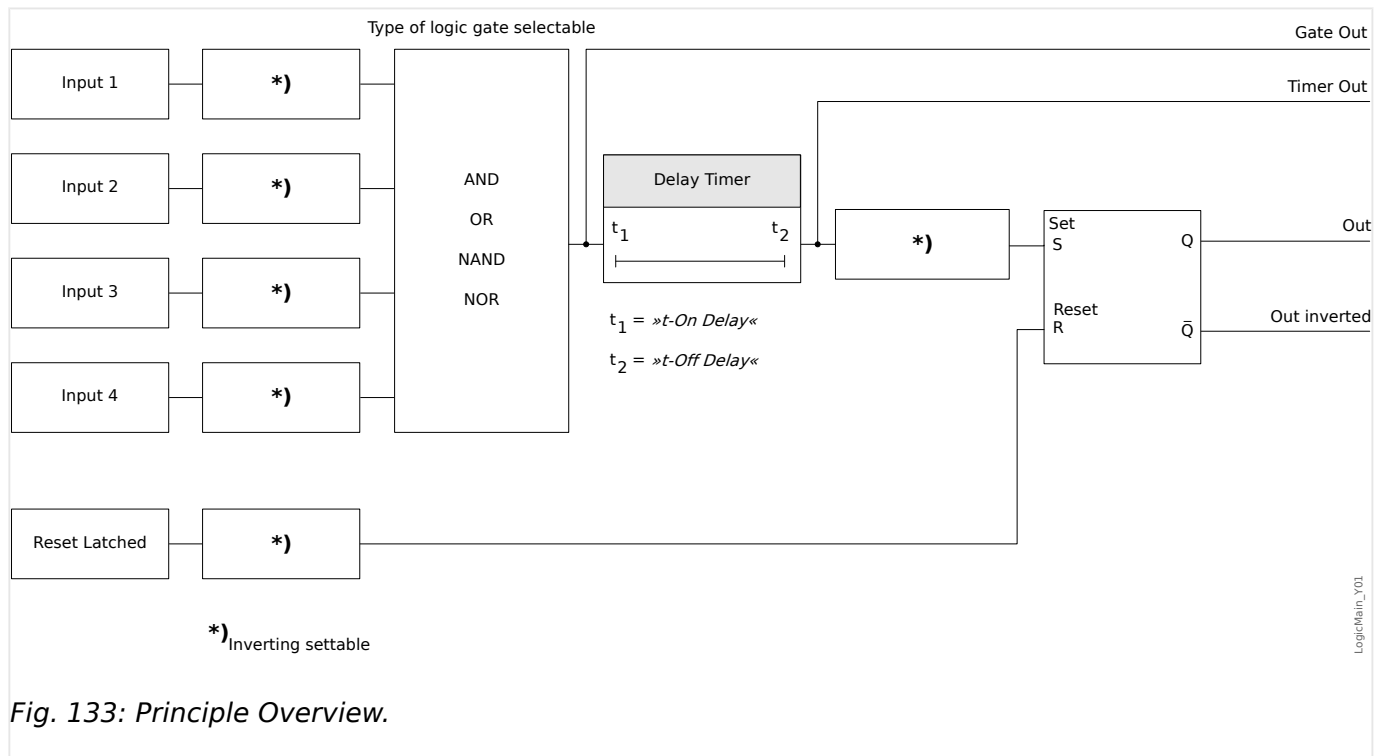 Type of logic gate selectable
Gate Out
Timer Out
Input 1
*)
Input 2
*)
Input 3
*)
Input 4
*)
AND
OR
NAND
NOR
Delay Timer
t1
t2
t1 = »t-On Delay«
t2 = »t-Off Delay«
*)
Set
S
Reset
R
Q
Q̅
Out
Out inverted
Reset Latched
*)
*)Inverting settable
LogicMain_Y01
Fig. 133: Principle Overview.